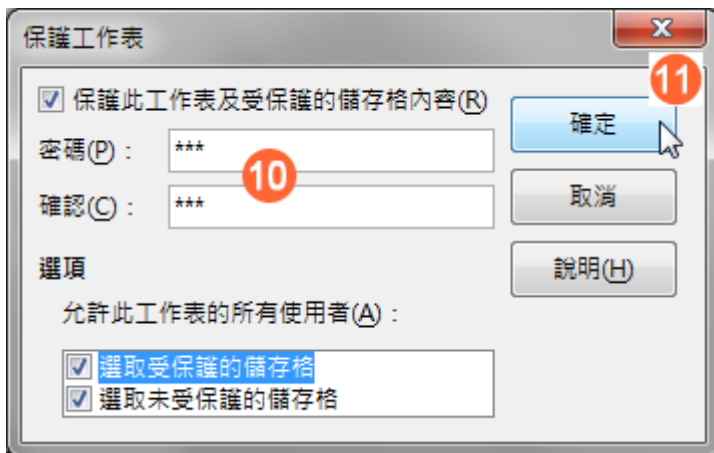 保護工作表
保護此工作表及受保護的儲存格內容(R)
11
確定
密碼(P)：
***
10
確認(C)：
***
取消
選項
說明(H)
允許此工作表的所有使用者(A)：
選取受保護的儲存格
選取未受保護的儲存格